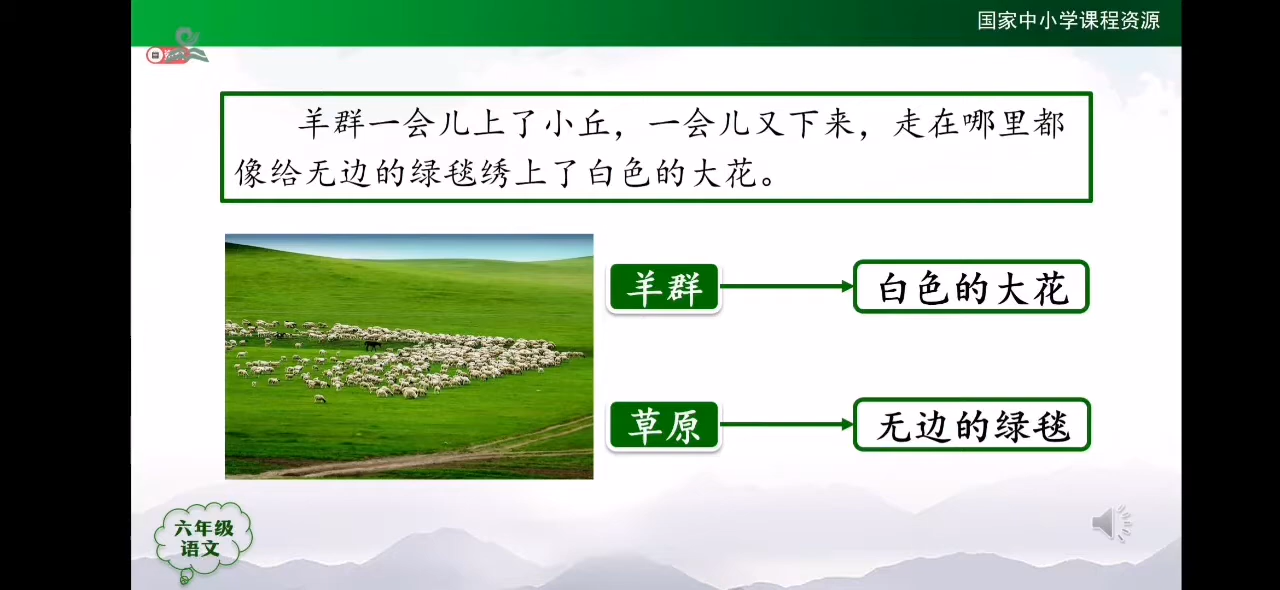 国家中小学课程资源
羊群一会儿上了小丘，一会儿又下来，走在哪里都
像给无边的绿毯绣上了白色的大花。
羊群
白色的大花
草原
无边的绿毯
六年级
语文